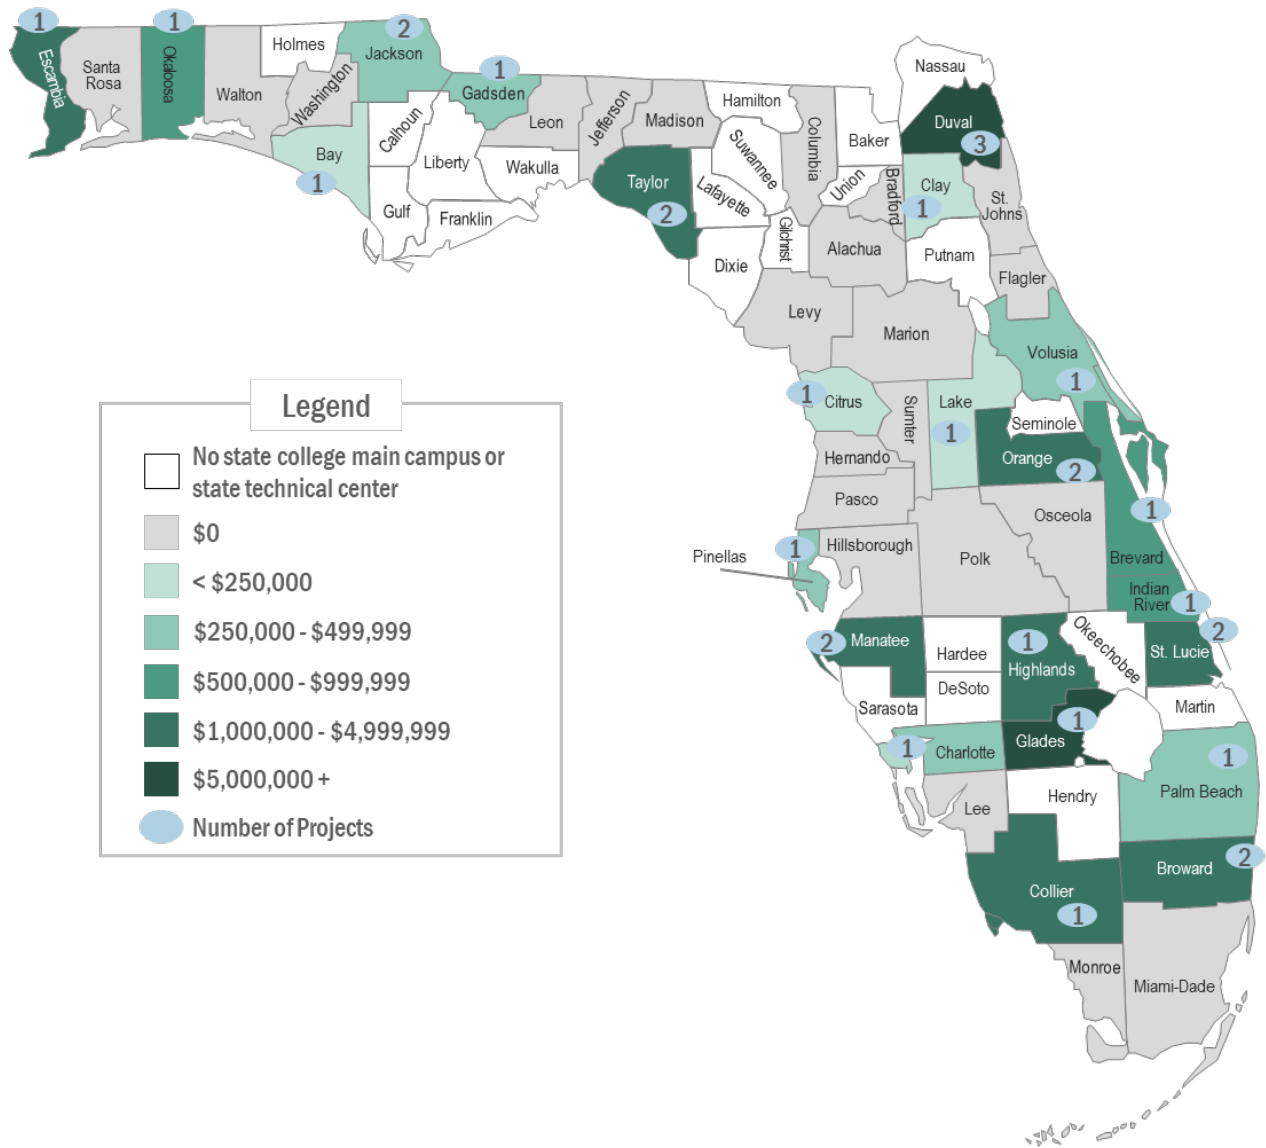 1
1
2
1
Escambia
Santa
Rosa
Okaloosa
Walton
Holmes
Washington
Jackson
Bay
1
Calhoun
Gulf
Liberty
Franklin
Gadsden
Leon
Wakulla
Jefferson
Madison
Taylor
2
Hamilton
Suwannee
Lafayette
Dixie
Gilchrist
Columbia
Baker
Union
Bradford
Alachua
Nassau
Duval
3
Clay
1
St.
Johns
Putnam
Flagler
Levy
Marion
Volusia
1
Citrus
1
Sumter
Lake
1
Seminole
Orange
2
Hernando
Pasco
Pinellas
1
Hillsborough
Polk
Osceola
Brevard
1
Indian
River
1
Manatee
2
Hardee
DeSoto
Sarasota
Highlands
1
Okeechobee
St. Lucie
2
Martin
Charlotte
1
Glades
1
Lee
Hendry
Palm Beach
1
Collier
1
Broward
2
Monroe
Miami-Dade
Legend
No state college main campus or
state technical center
$0
< $250,000
$250,000 - $499,999
$500,000 - $999,999
$1,000,000 - $4,999,999
$5,000,000 +
Number of Projects